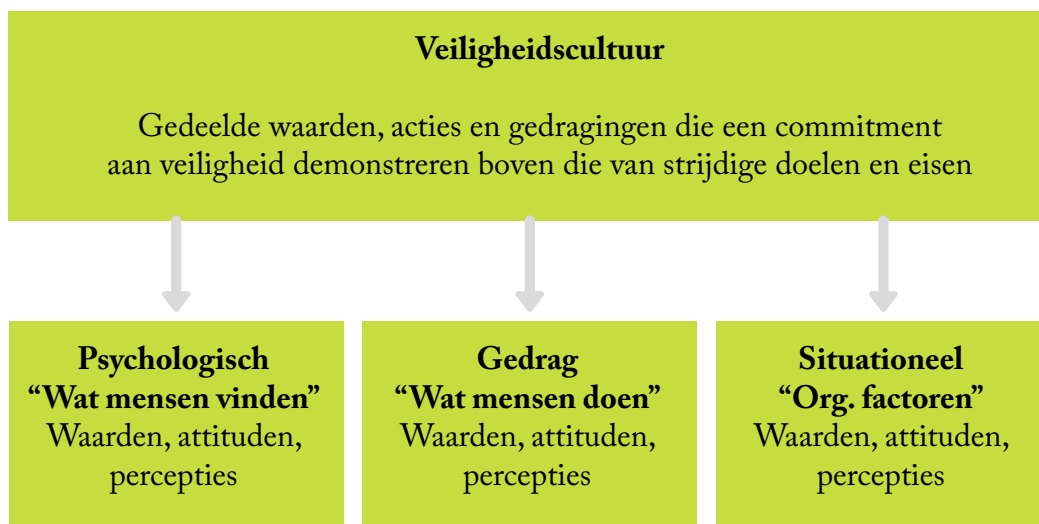 Veiligheidscultuur
Gedeelde waarden, acties en gedragingen die een commitment
aan veiligheid demonstreren boven die van strijdige doelen en eisen
Psychologisch
“Wat mensen vinden”
Waarden, attituden,
percepties
Gedrag
“Wat mensen doen”
Waarden, attituden,
percepties
Situationeel
“Org. factoren”
Waarden, attituden,
percepties